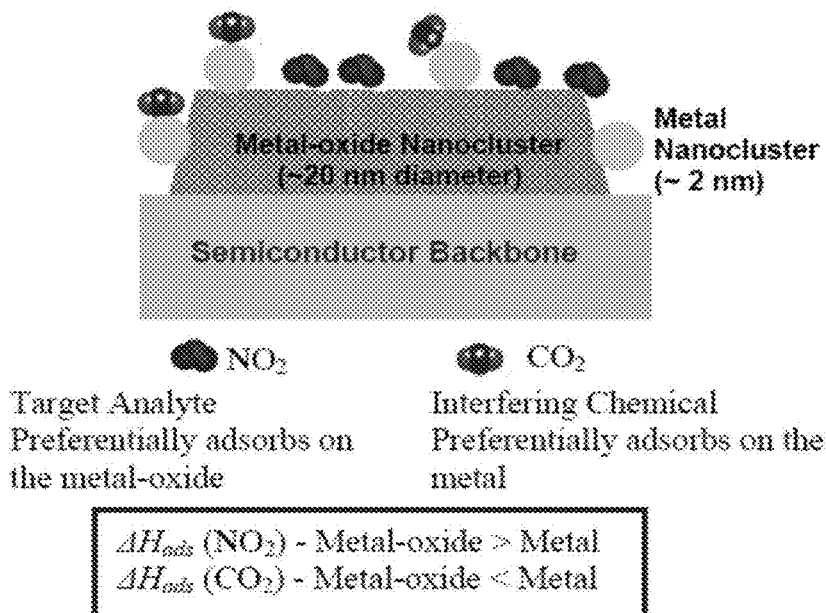 Metal-oxide Nanocluster
(~20 nm diameter)
Metal
Nanocluster
(~ 2 nm)
Semiconductor Backbone
NO₂
Target Analyte
Preferentially adsorbs on
the metal-oxide
CO₂
Interfering Chemical
Preferentially adsorbs on the
metal
ΔHₐdₛ (NO₂) - Metal-oxide > Metal
ΔHₐdₛ (CO₂) - Metal-oxide < Metal